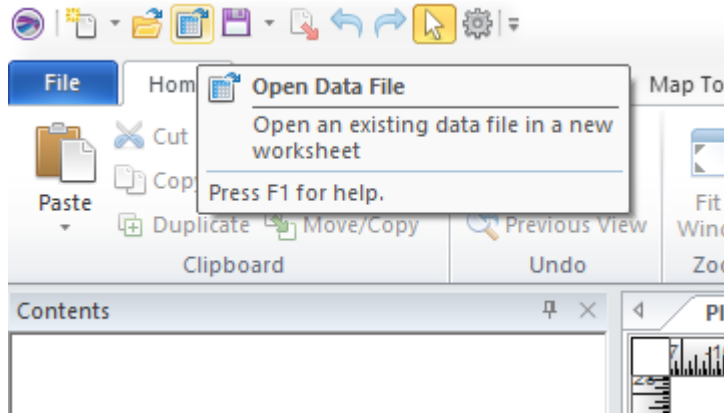 File
Hom
Map To
Open Data File
Open an existing data file in a new
worksheet
Press F1 for help.
Paste
Cut
Cop
Duplicate
Move/Copy
Previous View
Fit
Wind
Clipboard
Undo
Zoo
Contents
Pl